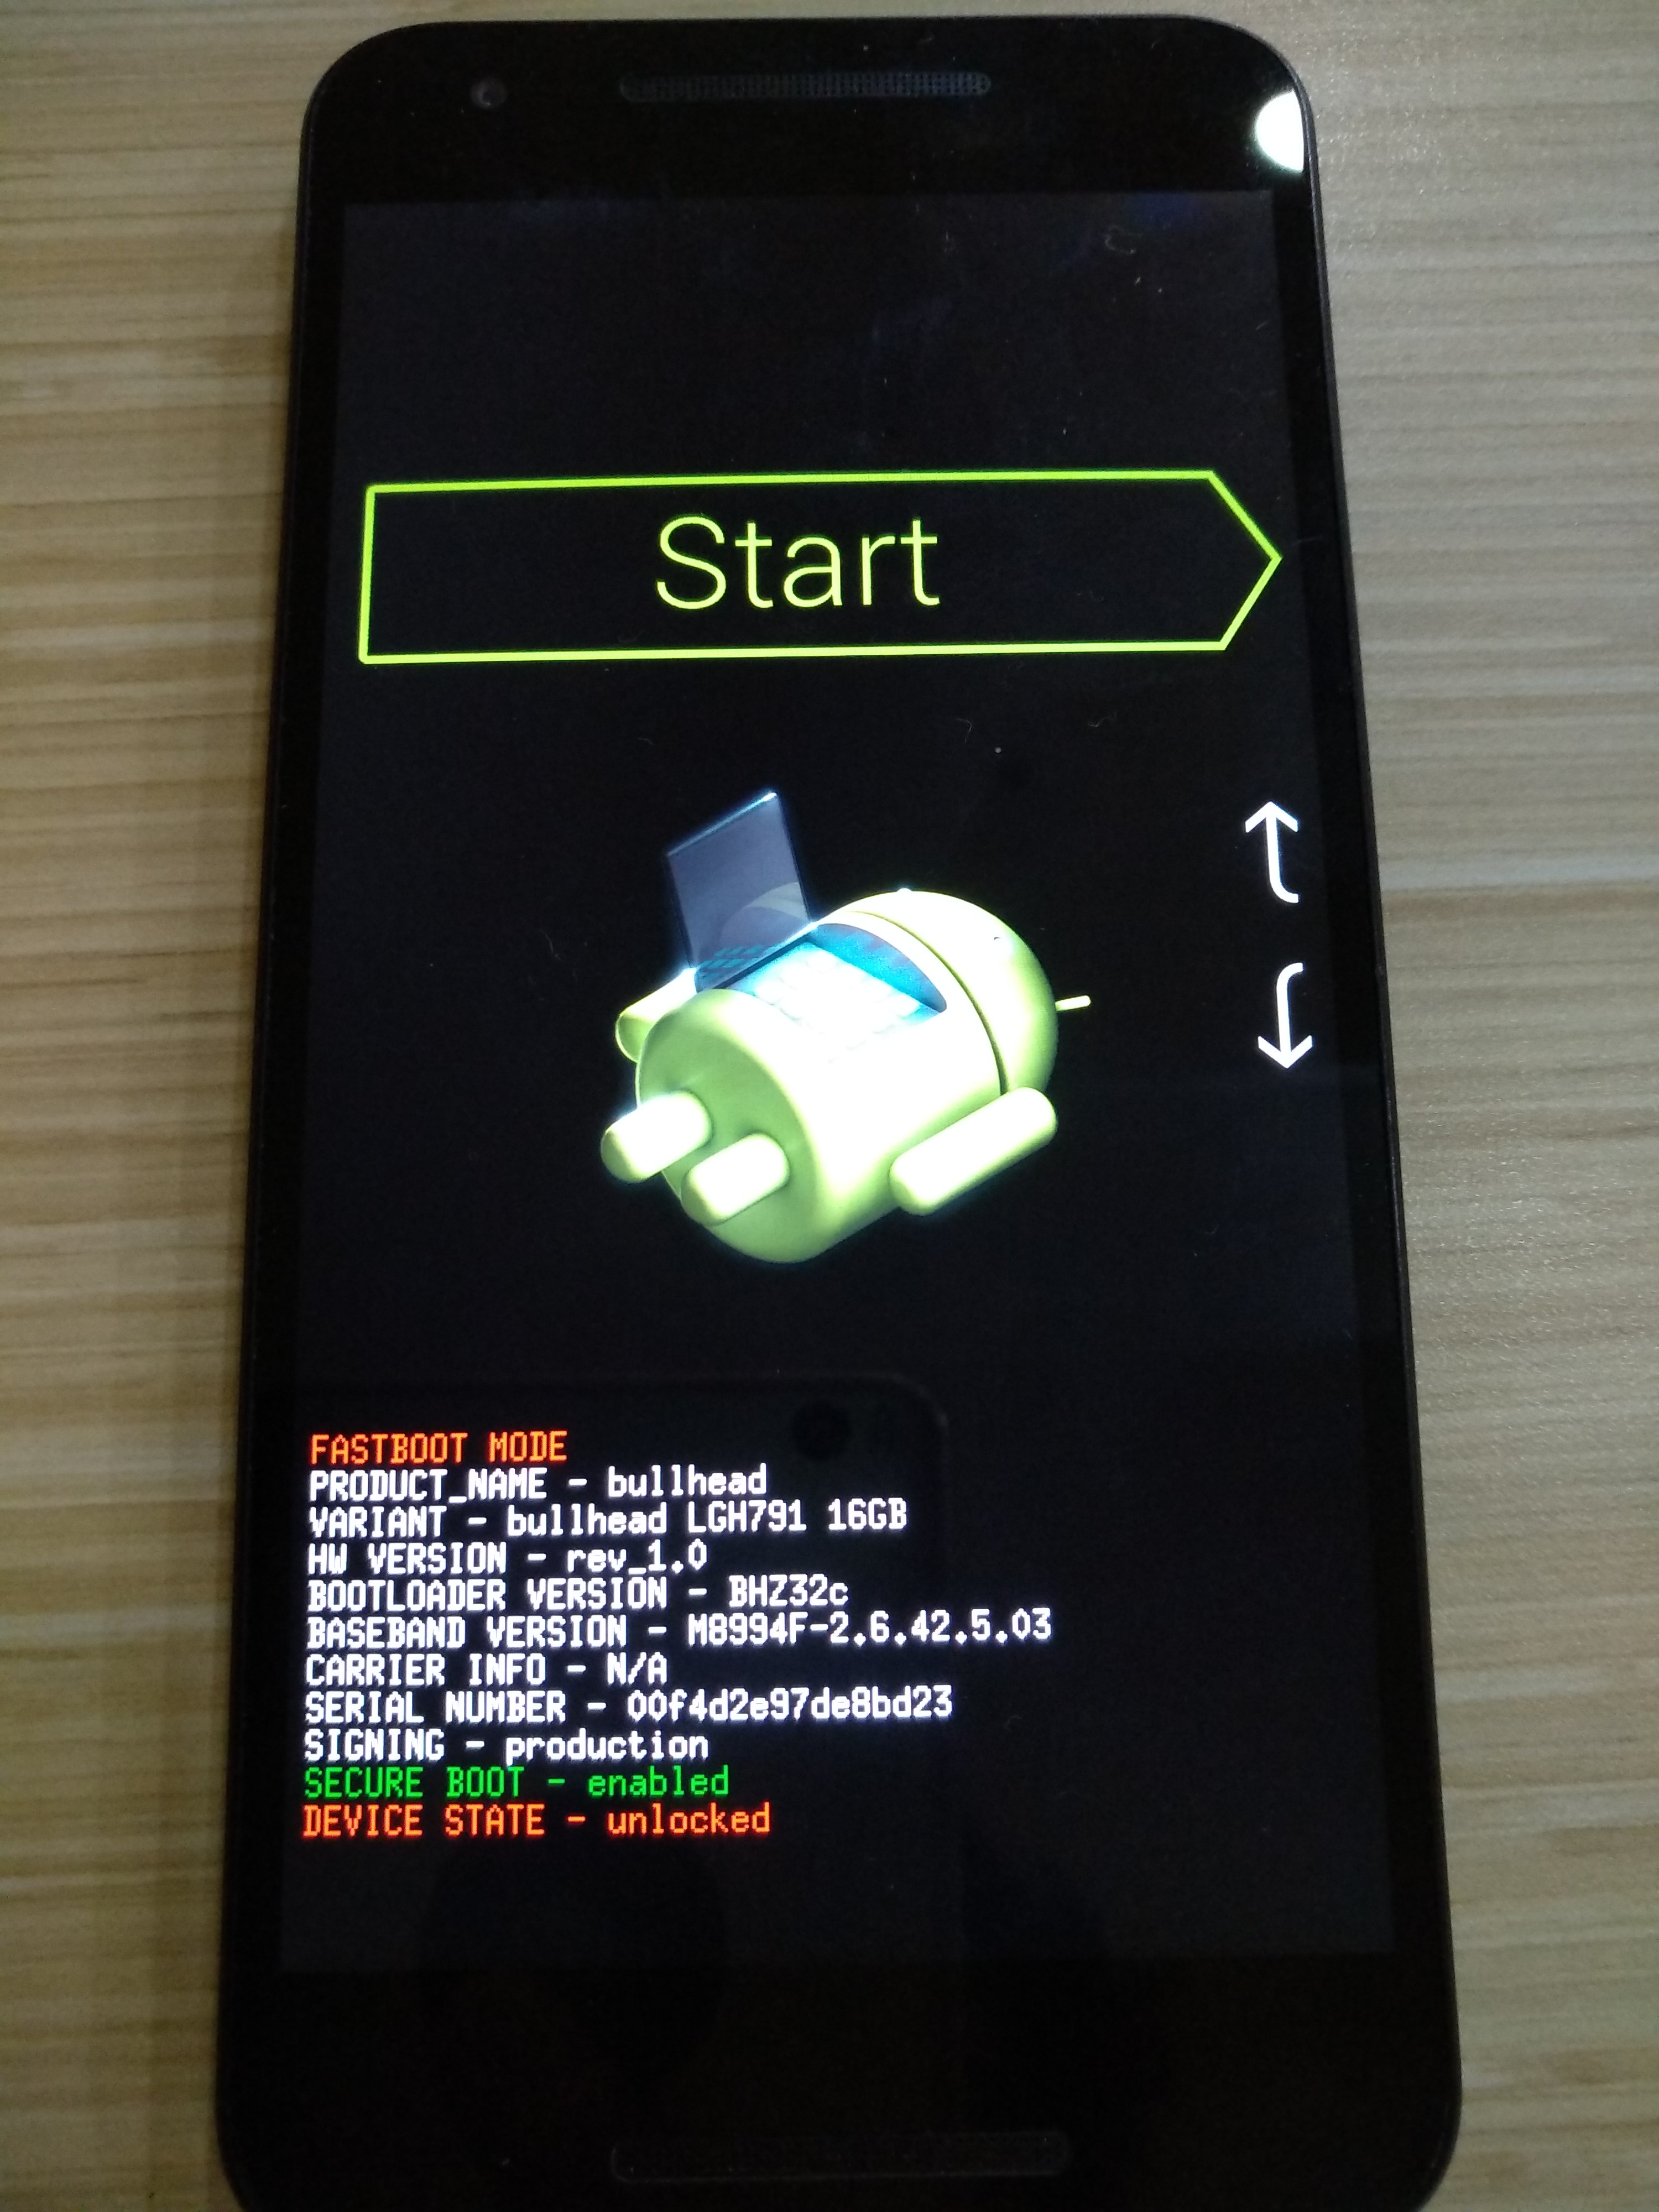 Start
FASTBOOT MODE
PRODUCT_NAME - bullhead
VARIANT - bullhead LGH791 16GB
HW VERSION - rev_1.0
BOOTLOADER VERSION - BHZ32c
BASEBAND VERSION - M8994F-2.6.42.5.03
CARRIER INFO - N/A
SERIAL NUMBER - 00f4d2e97de8bd23
SIGNING - production
SECURE BOOT - enabled
DEVICE STATE - unlocked